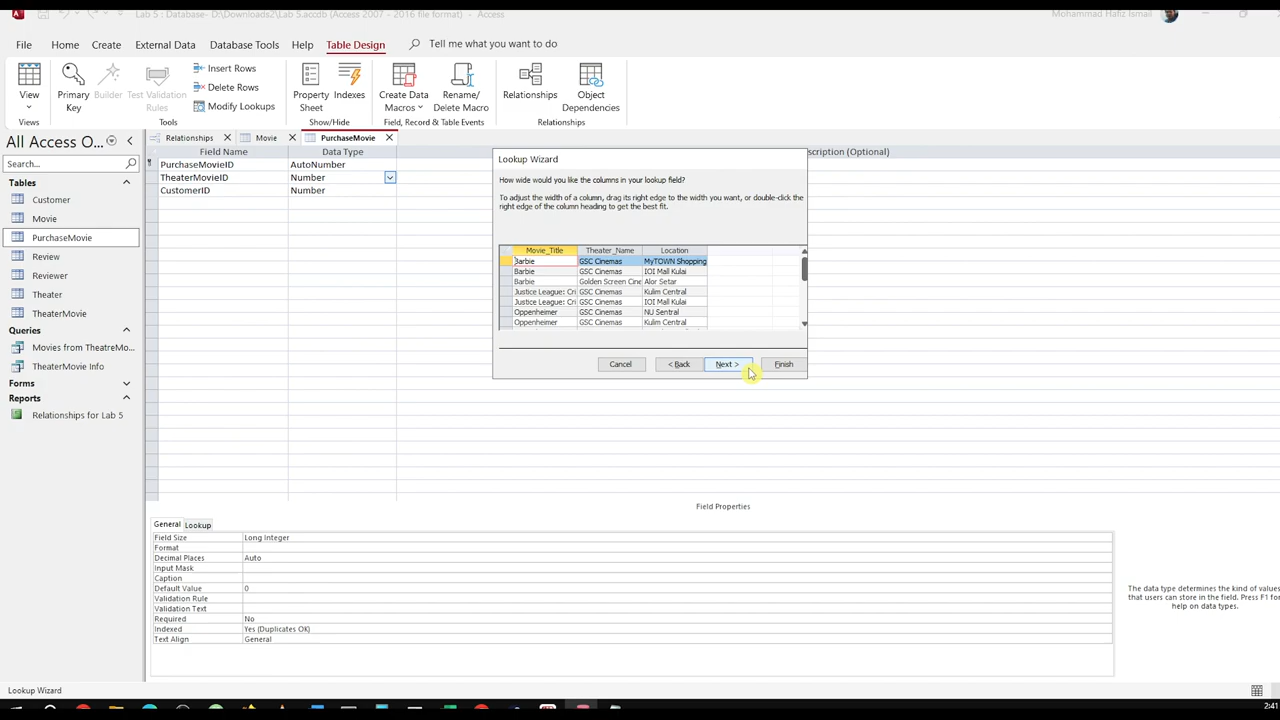 Lab 5 : Database- D:\Downloads2\Lab 5.accdb (Access 2007 - 2016 file format) - Access
Mohammad Hafiz Ismail
File
Home
Create
External Data
Database Tools
Help
Table Design
Tell me what you want to do
View
Primary Key
Builder
Test Validation Rules
Insert Rows
Delete Rows
Modify Lookups
Property Sheet
Indexes
Create Data Macros
Rename/ Delete Macro
Relationships
Object Dependencies
Views
Tools
Show/Hide
Field, Record & Table Events
Relationships
All Access O...
Search...
Tables
Customer
Movie
PurchaseMovie
Review
Reviewer
Theater
TheaterMovie
Queries
Movies from TheatreMo...
TheaterMovie Info
Forms
Reports
Relationships for Lab 5
Relationships
Movie
PurchaseMovie
Field Name
Data Type
scription (Optional)
PurchaseMovieID
AutoNumber
TheaterMovieID
Number
CustomerID
Number
Lookup Wizard
How wide would you like the columns in your lookup field?
To adjust the width of a column, drag its right edge to the width you want, or double-click the
right edge of the column heading to get the best fit.
Movie_Title Theater_Name Location
Barbie GSC Cinemas MyTOWN Shopping
Barbie GSC Cinemas IOI Mall Kulai
Barbie Golden Screen Cine Alor Setar
Justice League: Cri GSC Cinemas Kulim Central
Justice League: Cri GSC Cinemas IOI Mall Kulai
Oppenheimer GSC Cinemas NU Sentral
Oppenheimer GSC Cinemas Kulim Central
Cancel
< Back
Next >
Finish
Field Properties
General
Lookup
Field Size Long Integer
Format
Decimal Places Auto
Input Mask
Caption
Default Value 0
Validation Rule
Validation Text
Required No
Indexed Yes (Duplicates OK)
Text Align General
The data type determines the kind of values
that users can store in the field. Press F1 for
help on data types.
Lookup Wizard
2:41